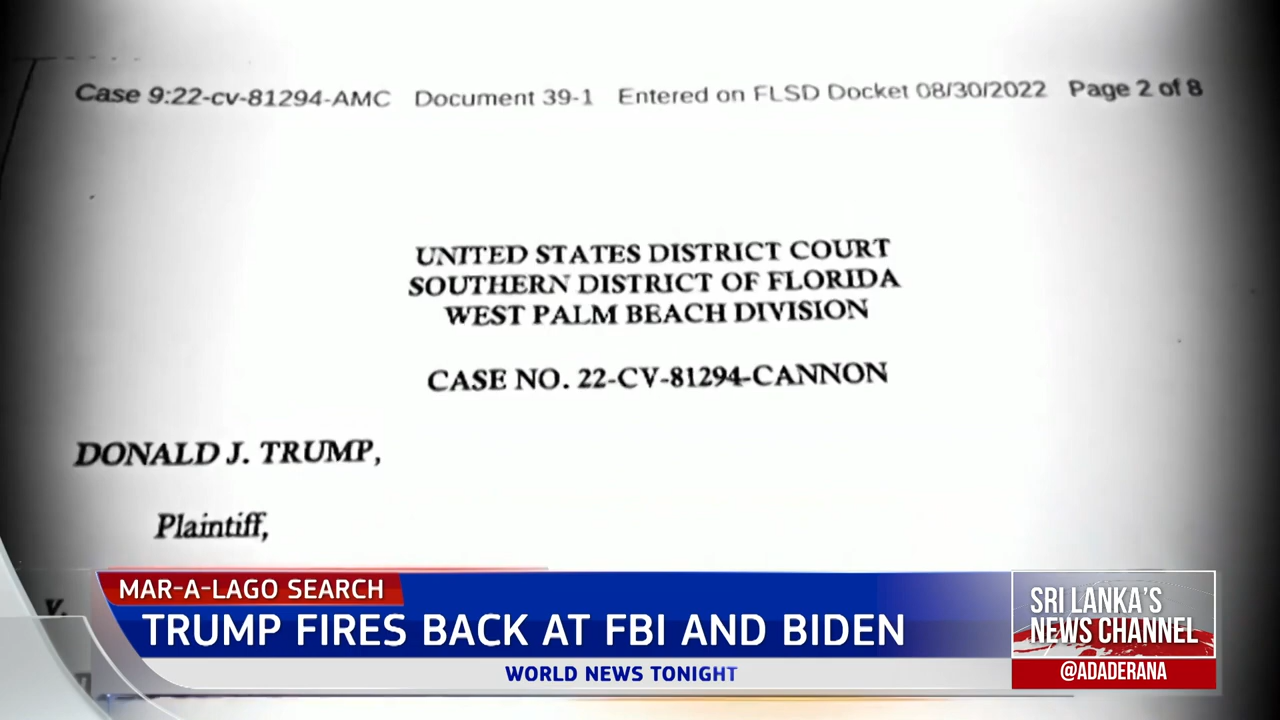 Case 9:22-cv-81294-AMC Document 39-1 Entered on FLSD Docket 08/30/2022 Page 2 of 8
UNITED STATES DISTRICT COURT
SOUTHERN DISTRICT OF FLORIDA
WEST PALM BEACH DIVISION
CASE NO. 22-CV-81294-CANNON
DONALD J. TRUMP,
Plaintiff,
v.
MAR-A-LAGO SEARCH
TRUMP FIRES BACK AT FBI AND BIDEN
WORLD NEWS TONIGHT
SRI LANKA'S
NEWS CHANNEL
@ADADERANA